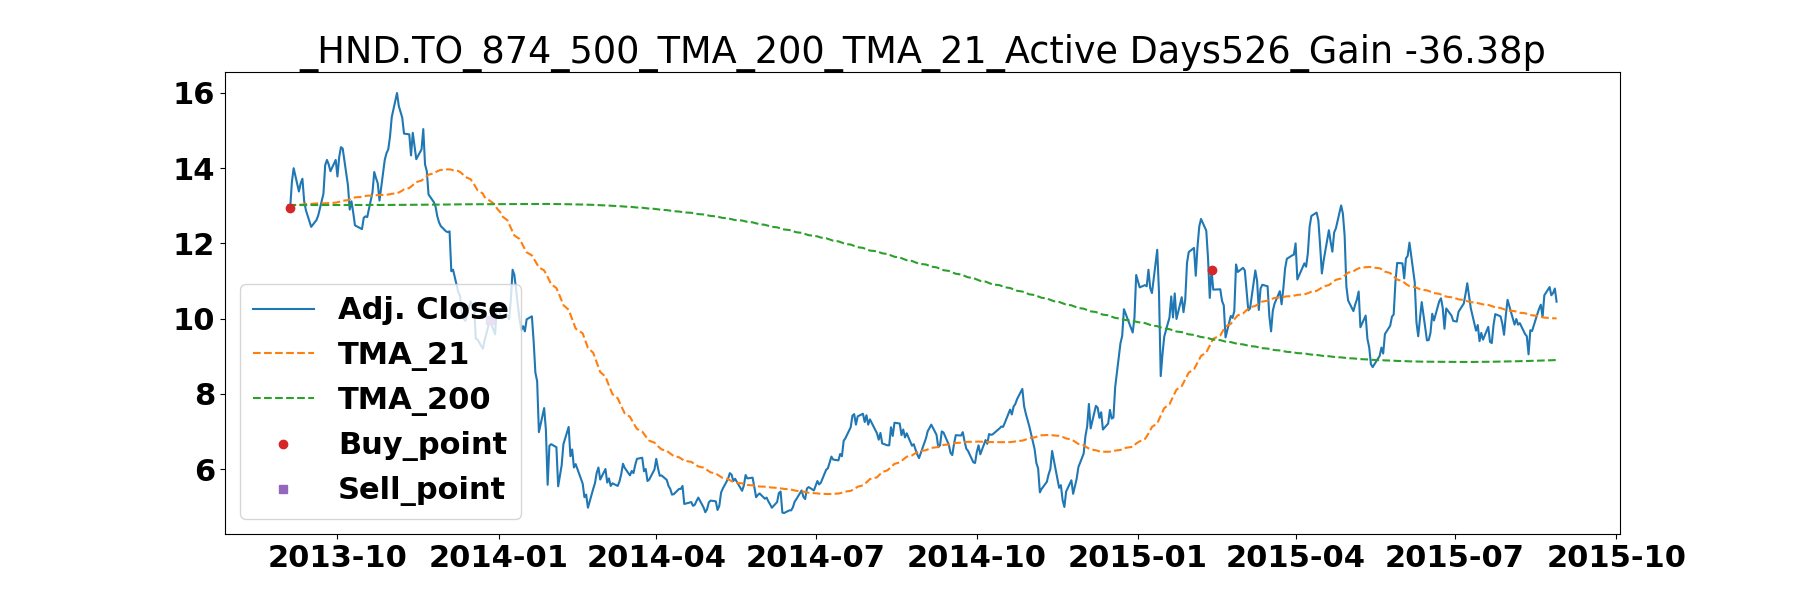 _HND.TO_874_500_TMA_200_TMA_21_Active Days526_Gain -36.38p
16
14
12
10
8
6
Adj. Close
TMA_21
TMA_200
Buy_point
Sell_point
2013-10 2014-01 2014-04 2014-07 2014-10 2015-01 2015-04 2015-07 2015-10